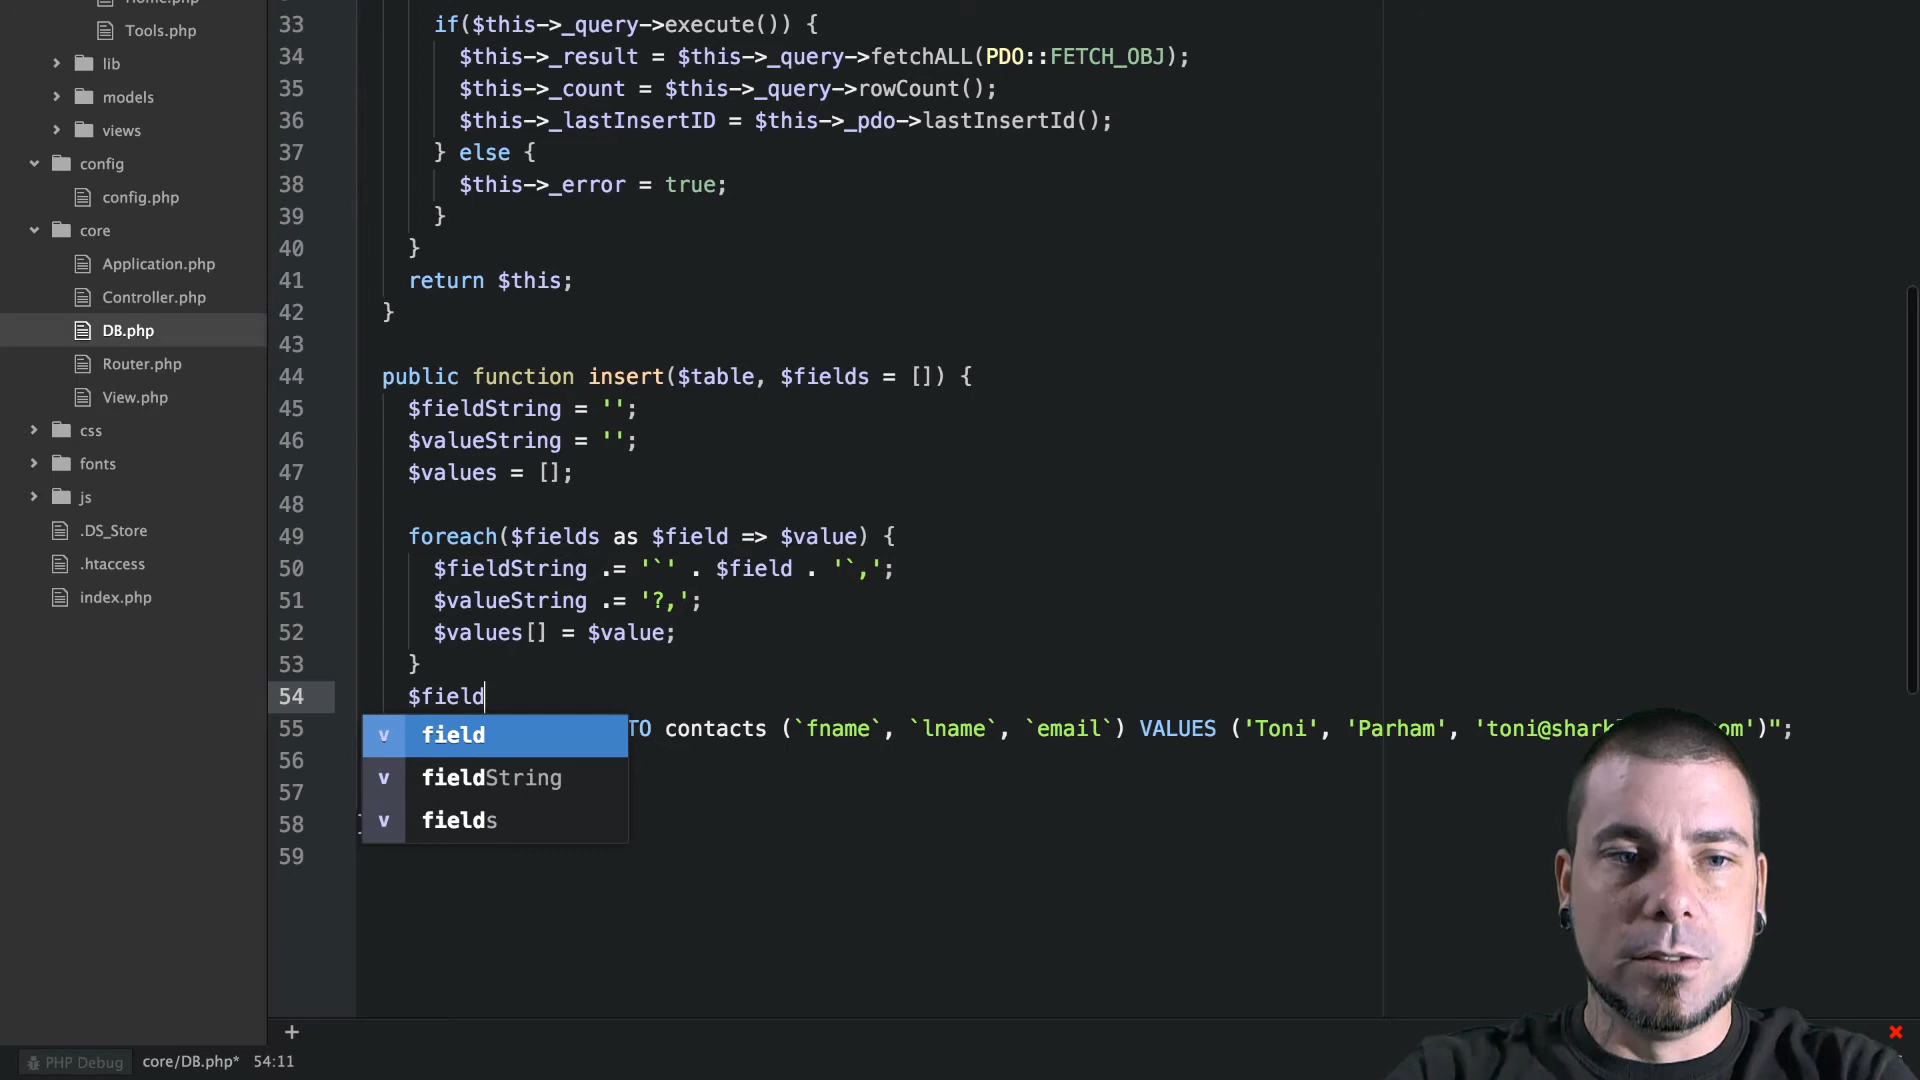 Home.php
Tools.php
lib
models
views
config
config.php
core
Application.php
Controller.php
DB.php
Router.php
View.php
css
fonts
js
.DS_Store
.htaccess
index.php
33 if($this->_query->execute()) {
34 $this->_result = $this->_query->fetchALL(PDO::FETCH_OBJ);
35 $this->_count = $this->_query->rowCount();
36 $this->_lastInsertID = $this->_pdo->lastInsertId();
37 } else {
38 $this->_error = true;
39 }
40 }
41 return $this;
42 }
43
44 public function insert($table, $fields = []) {
45 $fieldString = '';
46 $valueString = '';
47 $values = [];
48
49 foreach($fields as $field => $value) {
50 $fieldString .= '`' . $field . '`,';
51 $valueString .= '?,';
52 $values[] = $value;
53 }
54 $field
55 TO contacts (`fname`, `lname`, `email`) VALUES ('Toni', 'Parham', 
56
57
58
59
v field
v fieldString
v fields
+
PHP Debug
core/DB.php* 54:11